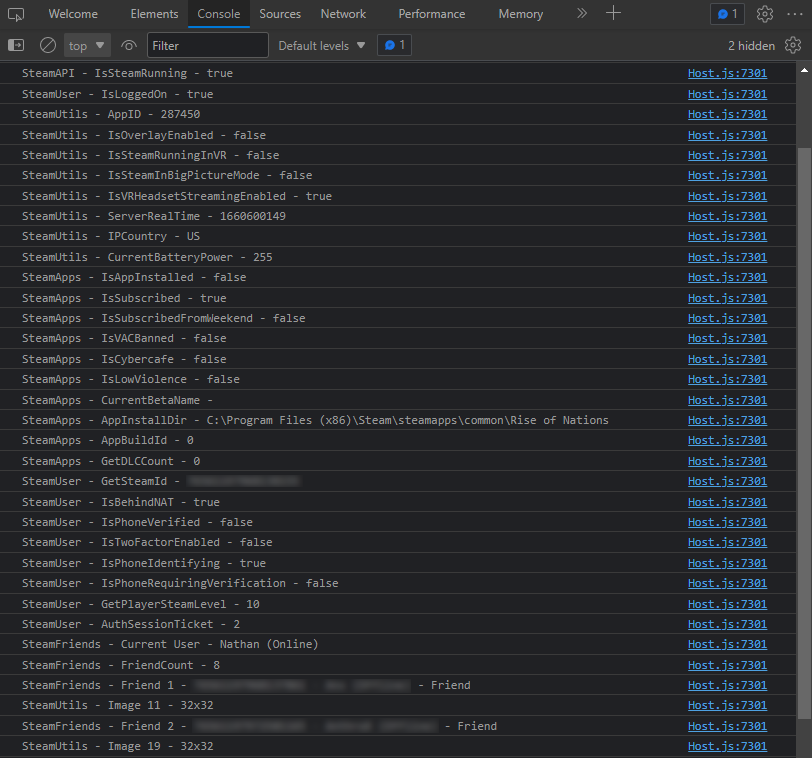 Welcome Elements Console Sources Network Performance Memory 1
top Filter Default levels 1 2 hidden
SteamAPI - IsSteamRunning - true Host.js:7301
SteamUser - IsLoggedOn - true Host.js:7301
SteamUtils - AppID - 287450 Host.js:7301
SteamUtils - IsOverlayEnabled - false Host.js:7301
SteamUtils - IsSteamRunningInVR - false Host.js:7301
SteamUtils - IsSteamInBigPictureMode - false Host.js:7301
SteamUtils - IsVRHeadsetStreamingEnabled - true Host.js:7301
SteamUtils - ServerRealTime - 1660600149 Host.js:7301
SteamUtils - IPCountry - US Host.js:7301
SteamUtils - CurrentBatteryPower - 255 Host.js:7301
SteamApps - IsAppInstalled - false Host.js:7301
SteamApps - IsSubscribed - true Host.js:7301
SteamApps - IsSubscribedFromWeekend - false Host.js:7301
SteamApps - IsVACBanned - false Host.js:7301
SteamApps - IsCybercafe - false Host.js:7301
SteamApps - IsLowViolence - false Host.js:7301
SteamApps - CurrentBetaName - Host.js:7301
SteamApps - AppInstallDir - C:\Program Files (x86)\Steam\steamapps\common\Rise of Nations Host.js:7301
SteamApps - AppBuildId - 0 Host.js:7301
SteamApps - GetDLCCount - 0 Host.js:7301
SteamUser - GetSteamId - Host.js:7301
SteamUser - IsBehindNAT - true Host.js:7301
SteamUser - IsPhoneVerified - false Host.js:7301
SteamUser - IsTwoFactorEnabled - false Host.js:7301
SteamUser - IsPhoneIdentifying - true Host.js:7301
SteamUser - IsPhoneRequiringVerification - false Host.js:7301
SteamUser - GetPlayerSteamLevel - 10 Host.js:7301
SteamUser - AuthSessionTicket - 2 Host.js:7301
SteamFriends - Current User - Nathan (Online) Host.js:7301
SteamFriends - FriendCount - 8 Host.js:7301
SteamFriends - Friend 1 - - Friend Host.js:7301
SteamUtils - Image 11 - 32x32 Host.js:7301
SteamFriends - Friend 2 - - Friend Host.js:7301
SteamUtils - Image 19 - 32x32 Host.js:7301